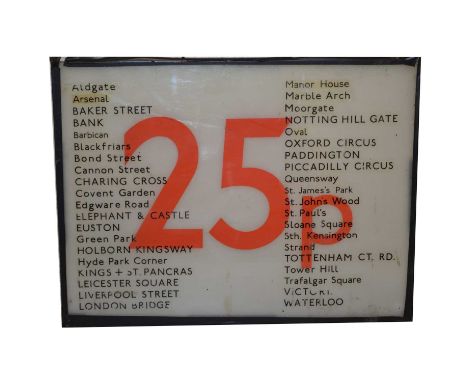 Aldgate
Arsenal
BAKER STREET
BANK
Barbican
Blackfriars
Bond Street
Cannon Street
CHARING CROSS
Covent Garden
Edgware Road
ELEPHANT & CASTLE
EUSTON
Green Park
HOLBORN KINGSWAY
Hyde Park Corner
KINGS + ST. PANCRAS
LEICESTER SQUARE
LIVERPOOL STREET
LONDON BRIDGE
25p
Manor House
Marble Arch
Moorgate
NOTTING HILL GATE
Oval
OXFORD CIRCUS
PADDINGTON
PICCADILLY CIRCUS
Queensway
St. James's Park
St. John's Wood
St. Paul's
Sloane Square
Sth. Kensington
Strand
TOTTENHAM CT. RD.
Tower Hill
Trafalgar Square
VICTORIA
WATERLOO